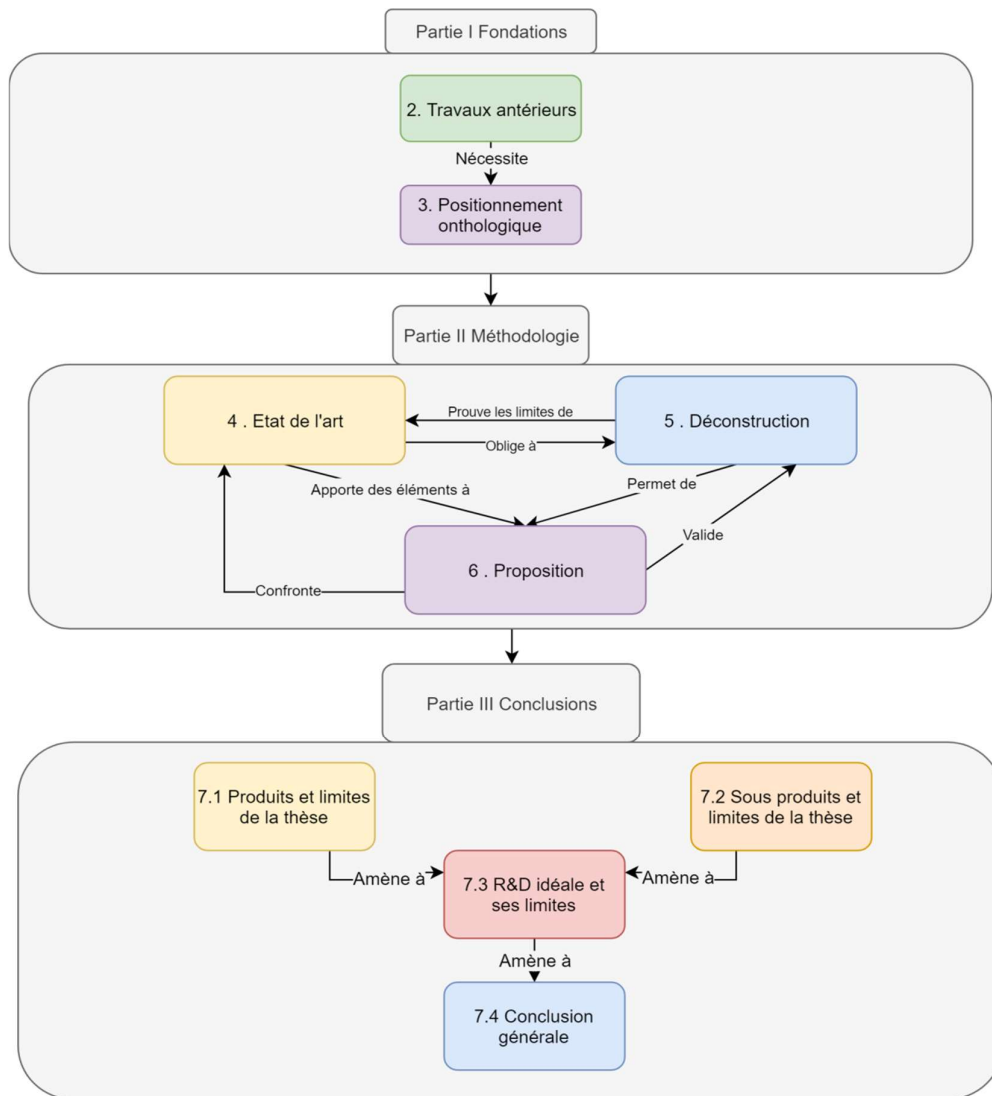 Partie I Fondations
2. Travaux antérieurs
Nécessite
3. Positionnement
onthologique
Partie II Méthodologie
4 . Etat de l'art
Prouve les limites de
5 . Déconstruction
Oblige à
Apporte des éléments à
Permet de
Valide
6 . Proposition
Confronte
Partie III Conclusions
7.1 Produits et limites
de la thèse
7.2 Sous produits et
limites de la thèse
Amène à
7.3 R&D idéale et
ses limites
Amène à
Amène à
7.4 Conclusion
générale